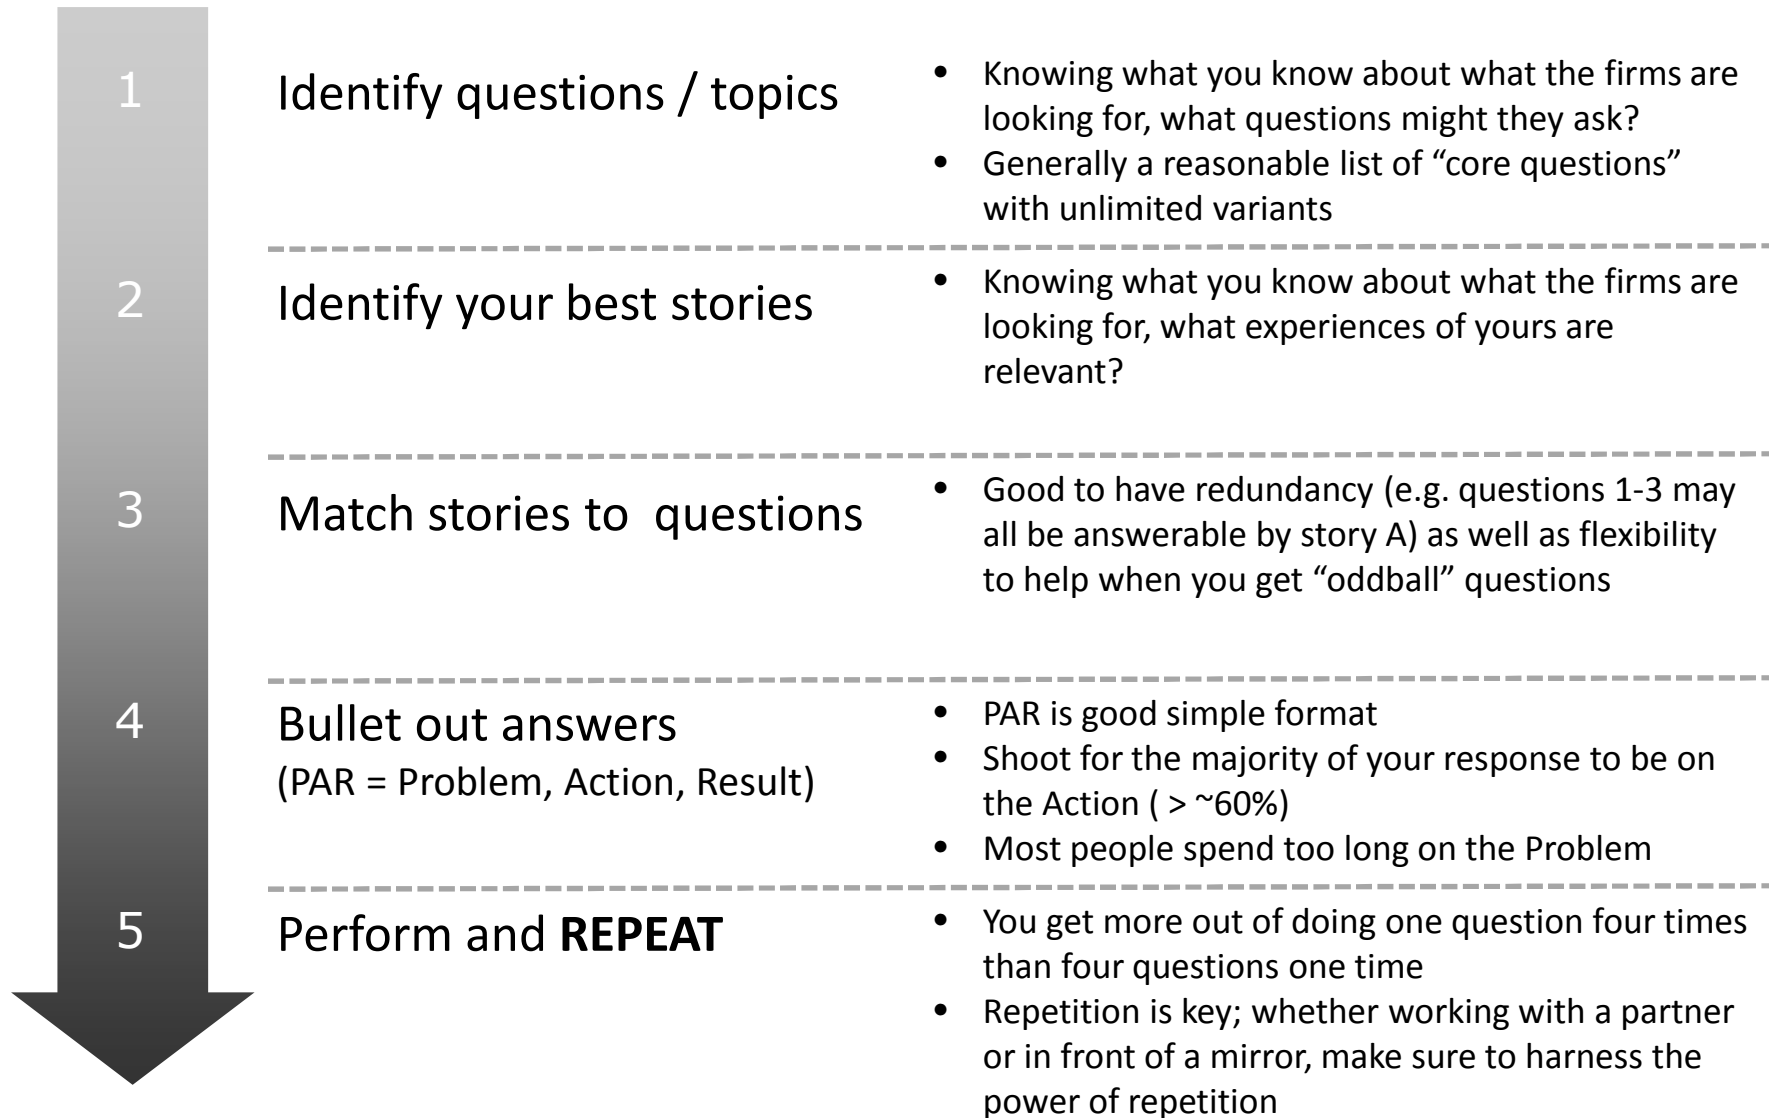 1
Identify questions / topics
• Knowing what you know about what the firms are
looking for, what questions might they ask?
• Generally a reasonable list of “core questions”
with unlimited variants
2
Identify your best stories
• Knowing what you know about what the firms are
looking for, what experiences of yours are
relevant?
3
Match stories to  questions
• Good to have redundancy (e.g. questions 1-3 may
all be answerable by story A) as well as flexibility
to help when you get “oddball” questions
4
Bullet out answers
(PAR = Problem, Action, Result)
• PAR is good simple format
• Shoot for the majority of your response to be on
the Action ( > ~60%)
• Most people spend too long on the Problem
5
Perform and REPEAT
• You get more out of doing one question four times
than four questions one time
• Repetition is key; whether working with a partner
or in front of a mirror, make sure to harness the
power of repetition